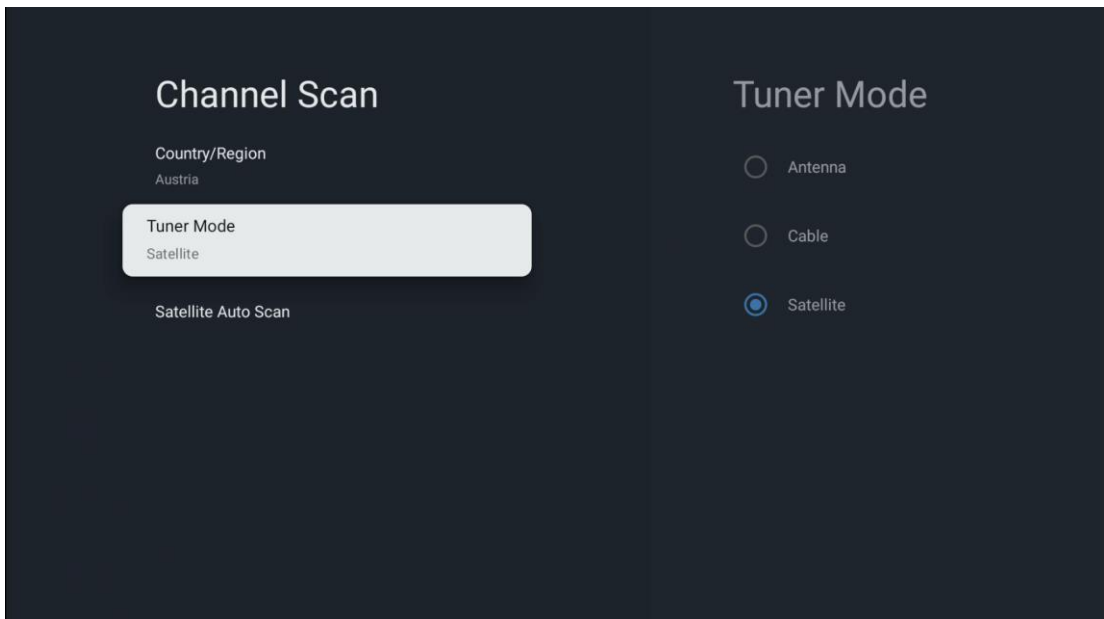 Channel Scan
Country/Region
Austria
Tuner Mode
Satellite
Satellite Auto Scan
Tuner Mode
Antenna
Cable
Satellite